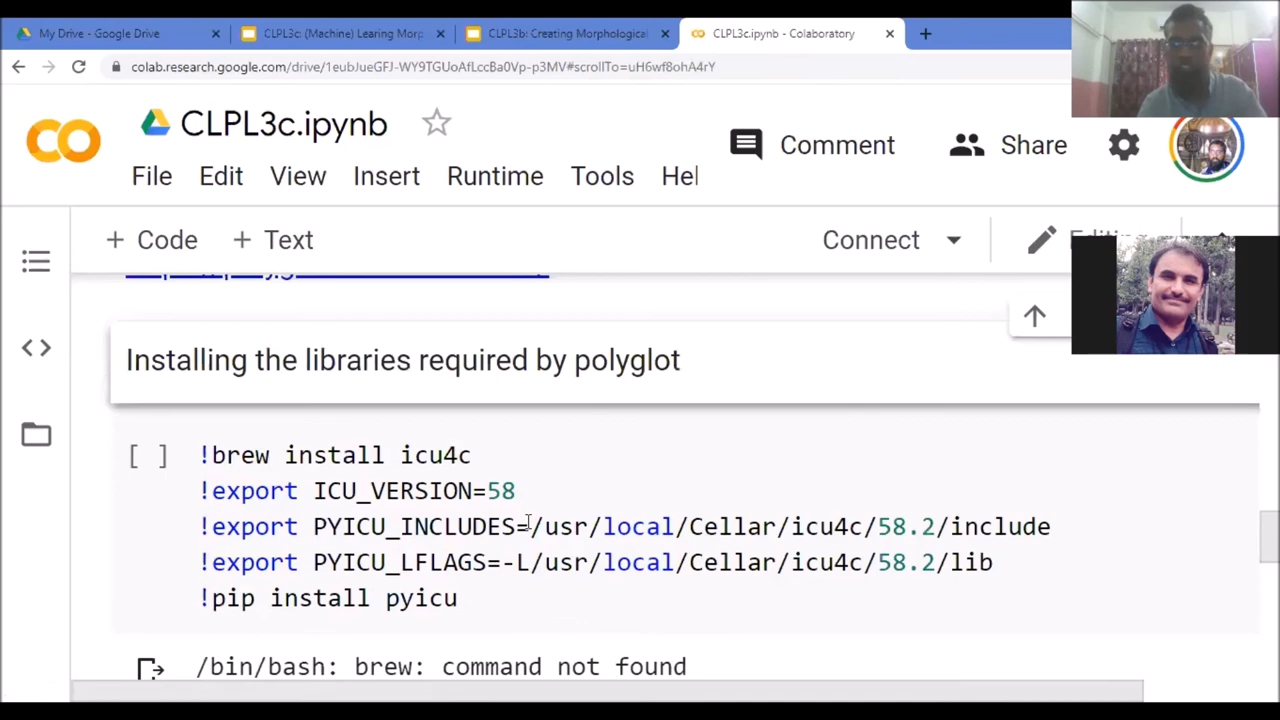 My Drive - Google Drive
CLPL3c: (Machine) Learing Morp
CLPL3b: Creating Morphological
CLPL3c.ipynb - Colaboratory
colab.research.google.com/drive/1eubJueGFJ-WY9TGUoAfLccBa0Vp-p3MV#scrollTo=uH6wf8ohA4rY
CLPL3c.ipynb
Comment
Share
File Edit View Insert Runtime Tools Hel
+ Code + Text
Connect
Installing the libraries required by polyglot
[ ] !brew install icu4c
!export ICU_VERSION=58
!export PYICU_INCLUDES=/usr/local/Cellar/icu4c/58.2/include
!export PYICU_LFLAGS=-L/usr/local/Cellar/icu4c/58.2/lib
!pip install pyicu
/bin/bash: brew: command not found